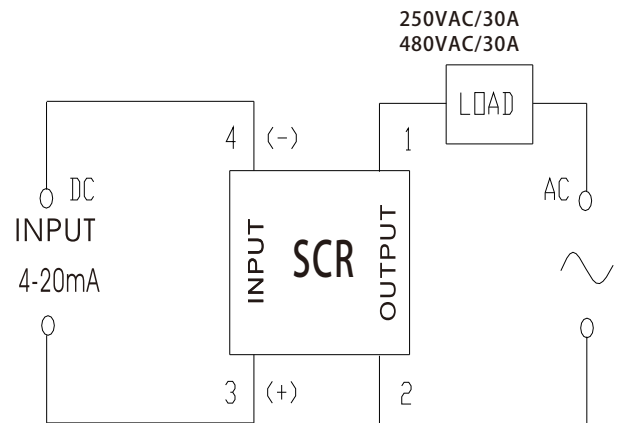 250VAC/30A
480VAC/30A
LOAD
4 (-) 1
DC
INPUT
4-20mA
INPUT
SCR
OUTPUT
AC
3 (+) 2